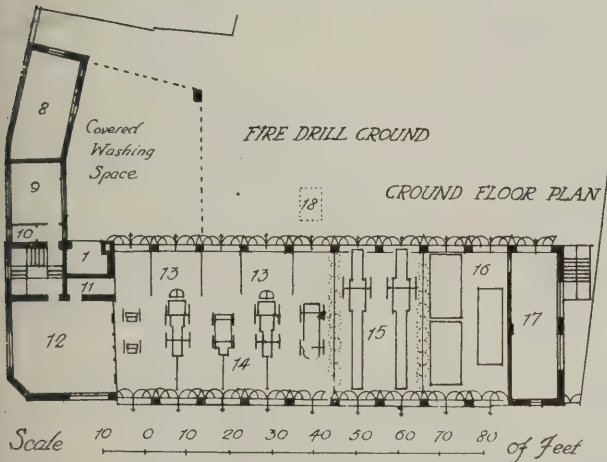 8
Covered
Washing
Space
FIRE DRILL GROUND
9
18
GROUND FLOOR PLAN
10
1
13
13
16
11
12
14
15
17
Scale 10 0 10 20 30 40 50 60 70 80 of Feet